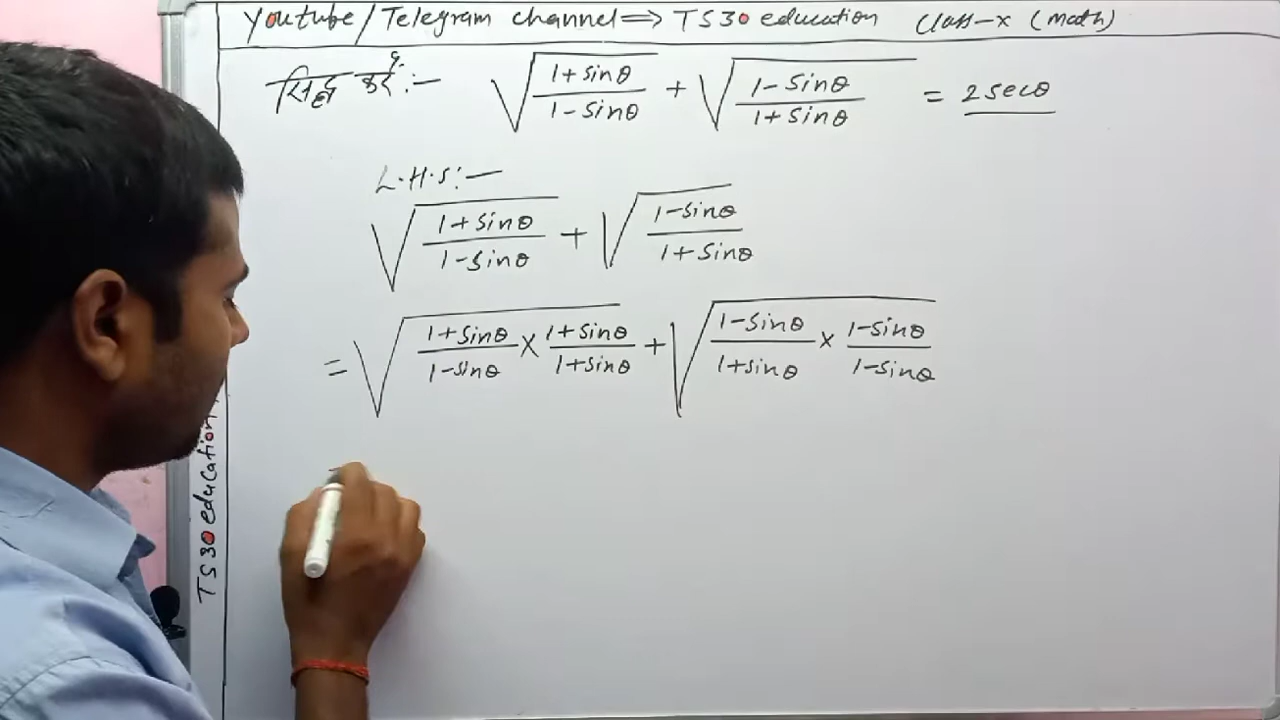 Youtube/Telegram channel ⇒ TS30 education Class-x (math)
सिद्ध करें :- √((1+sinθ)/(1-sinθ)) + √((1-sinθ)/(1+sinθ)) = 2secθ
L.H.S:-
√((1+sinθ)/(1-sinθ)) + √((1-sinθ)/(1+sinθ))
= √((1+sinθ)/(1-sinθ) × (1+sinθ)/(1+sinθ)) + √((1-sinθ)/(1+sinθ) × (1-sinθ)/(1-sinθ))
TS30 education